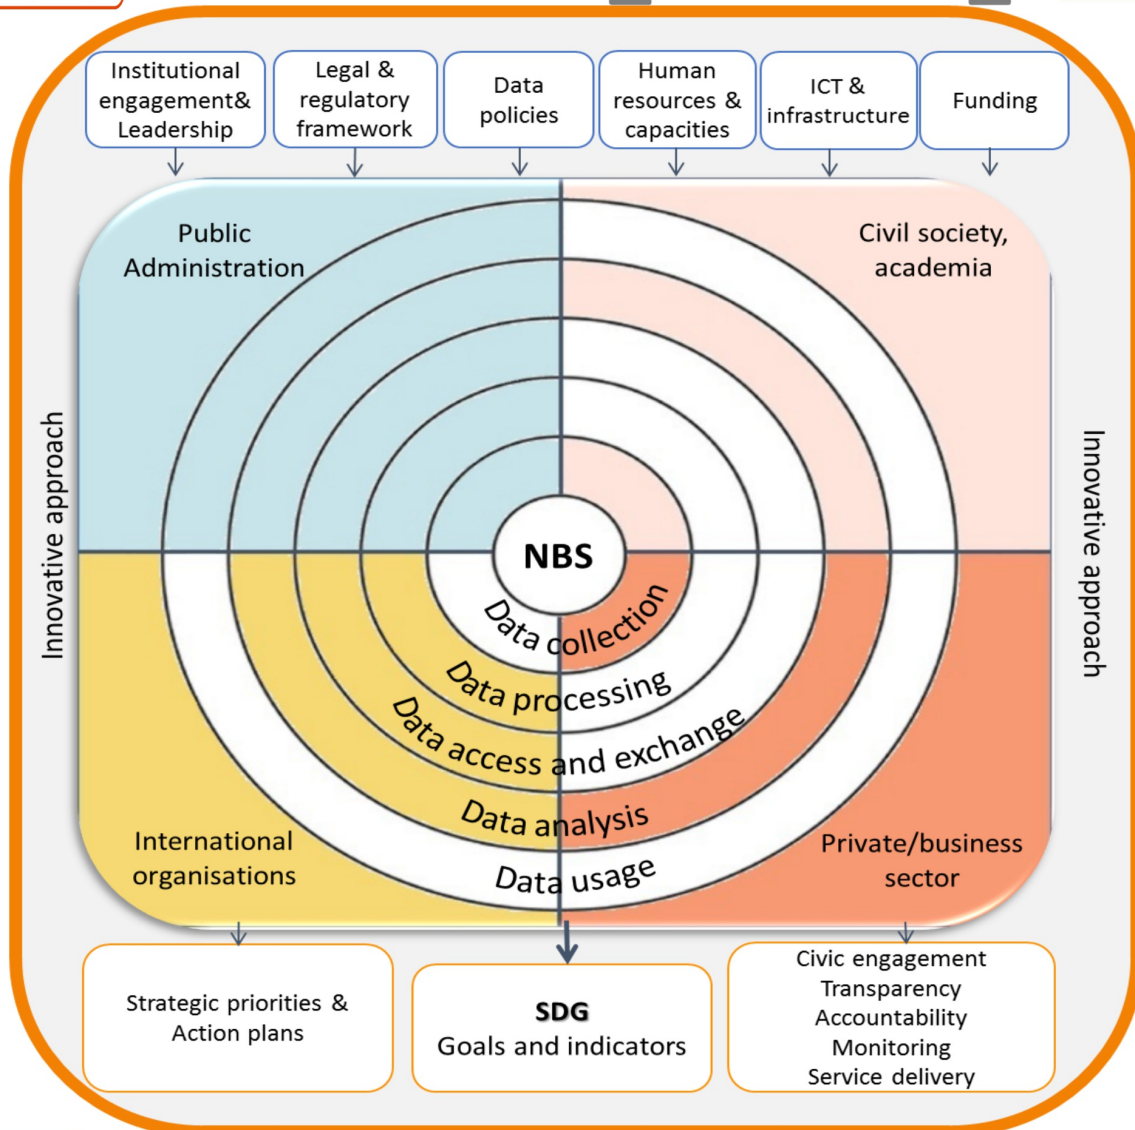 Institutional
engagement&
Leadership
Legal &
regulatory
framework
Data
policies
Human
resources &
capacities
ICT &
infrastructure
Funding
Public
Administration
Civil society,
academia
Innovative approach
Innovative approach
NBS
Data collection
Data processing
Data access and exchange
Data analysis
Data usage
International
organisations
Private/business
sector
Strategic priorities &
Action plans
SDG
Goals and indicators
Civic engagement
Transparency
Accountability
Monitoring
Service delivery